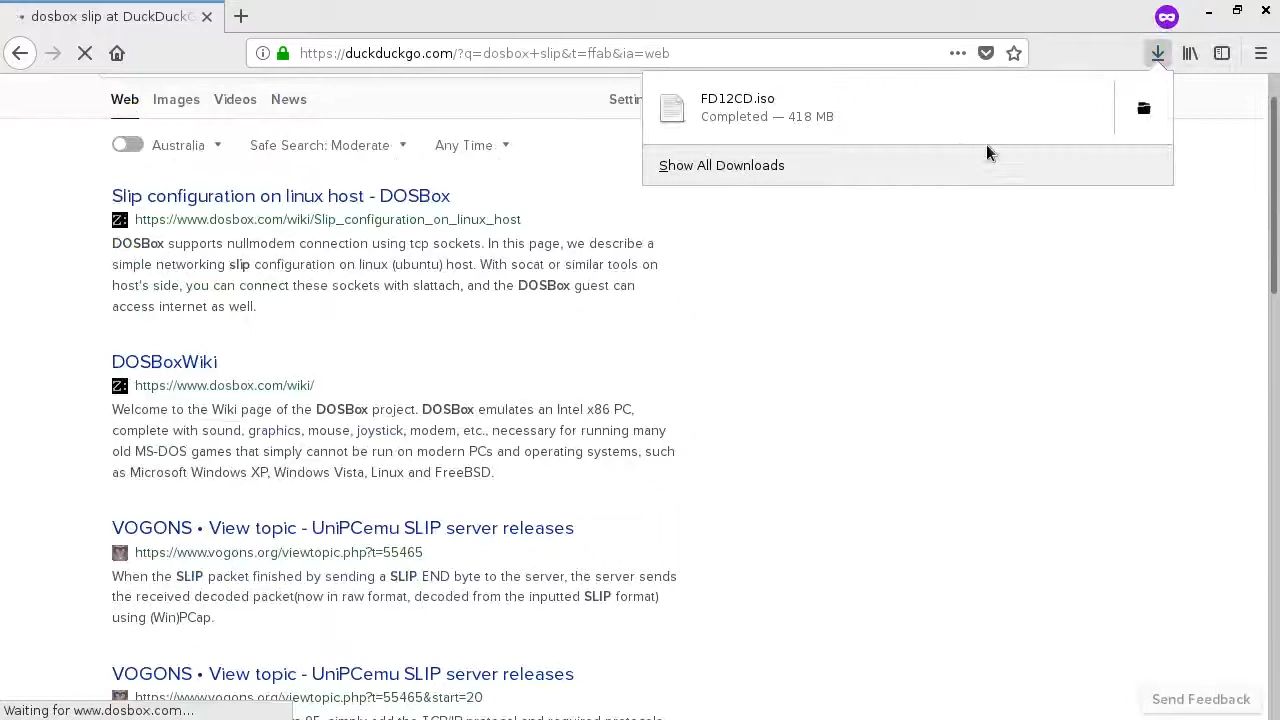 dosbox slip at DuckDuckG
https://duckduckgo.com/?q=dosbox+slip&t=ffab&ia=web
Web Images Videos News
FD12CD.iso
Completed — 418 MB
Show All Downloads
Australia Safe Search: Moderate Any Time
Slip configuration on linux host - DOSBox
Z: https://www.dosbox.com/wiki/Slip_configuration_on_linux_host
DOSBox supports nullmodem connection using tcp sockets. In this page, we describe a
simple networking slip configuration on linux (ubuntu) host. With socat or similar tools on
host's side, you can connect these sockets with slattach, and the DOSBox guest can
access internet as well.
DOSBoxWiki
Z: https://www.dosbox.com/wiki/
Welcome to the Wiki page of the DOSBox project. DOSBox emulates an Intel x86 PC,
complete with sound, graphics, mouse, joystick, modem, etc., necessary for running many
old MS-DOS games that simply cannot be run on modern PCs and operating systems, such
as Microsoft Windows XP, Windows Vista, Linux and FreeBSD.
VOGONS • View topic - UniPCemu SLIP server releases
https://www.vogons.org/viewtopic.php?t=55465
When the SLIP packet finished by sending a SLIP END byte to the server, the server sends
the received decoded packet(now in raw format, decoded from the inputted SLIP format)
using (Win)PCap.
VOGONS • View topic - UniPCemu SLIP server releases
https://www.vogons.org/viewtopic.php?t=55465&start=20
Send Feedback
Waiting for www.dosbox.com...